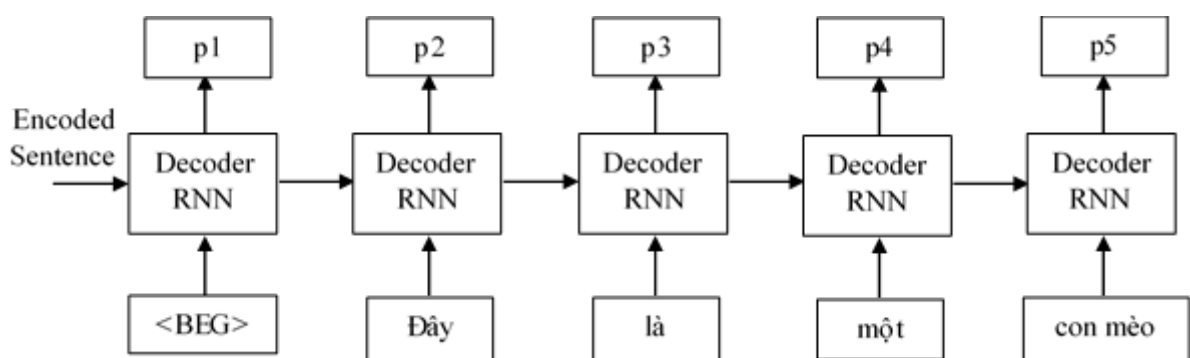 p1
p2
p3
p4
p5
Encoded
Sentence
Decoder
RNN
Decoder
RNN
Decoder
RNN
Decoder
RNN
Decoder
RNN
<BEG>
Đây
là
một
con mèo